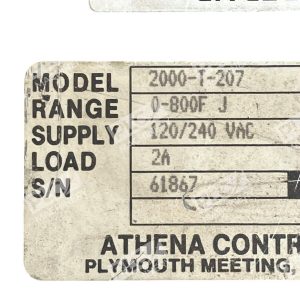 MODEL 2000-T-207
RANGE 0-800F J
SUPPLY 120/240 VAC
LOAD 2A
S/N 61867
ATHENA CONTR
PLYMOUTH MEETING,